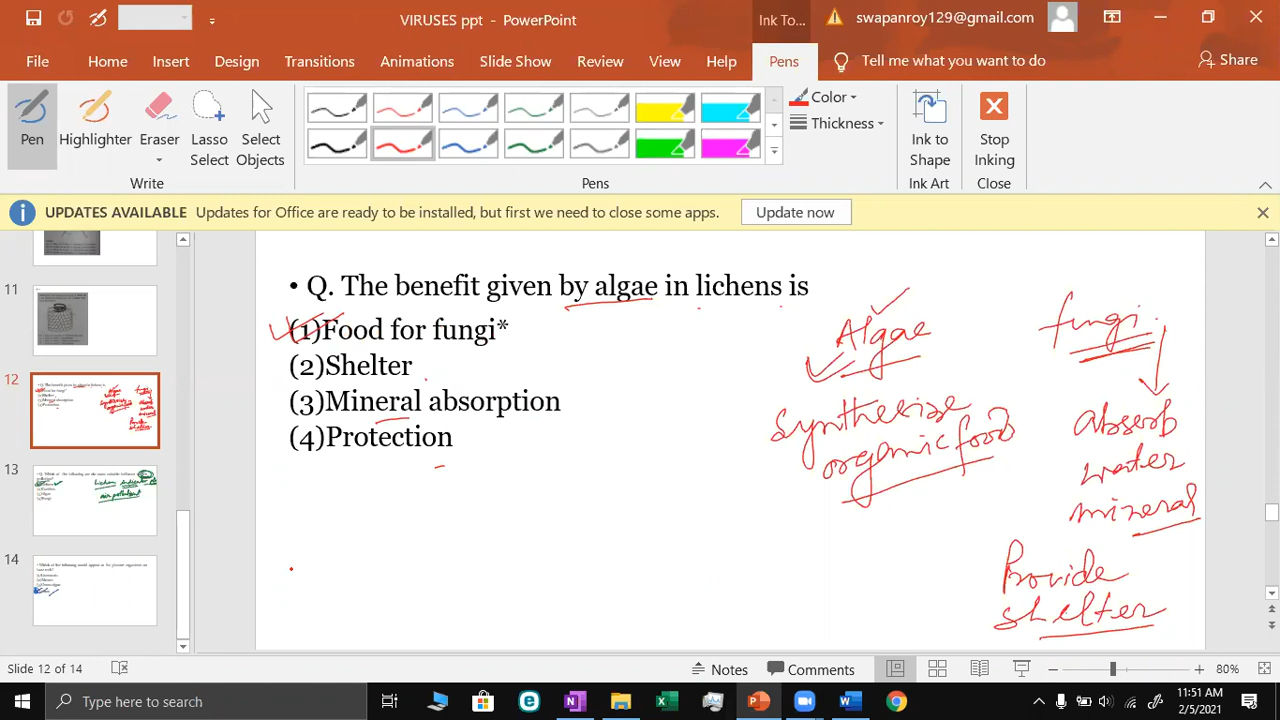 VIRUSES ppt - PowerPoint
Ink To...
swapanroy129@gmail.com
File
Home
Insert
Design
Transitions
Animations
Slide Show
Review
View
Help
Pens
Tell me what you want to do
Share
Pen
Highlighter
Eraser
Lasso
Select
Select
Objects
Color
Thickness
Ink to
Shape
Stop
Inking
Write
Pens
Ink Art
Close
UPDATES AVAILABLE Updates for Office are ready to be installed, but first we need to close some apps. Update now
11
12
13
14
• Q. The benefit given by algae in lichens is
(1)Food for fungi*
(2)Shelter
(3)Mineral absorption
(4)Protection
Algae
Synthesise
organic food
fungi
absorb
water
mineral
Provide
shelter
Slide 12 of 14
Notes
Comments
80%
Type here to search
11:51 AM
2/5/2021